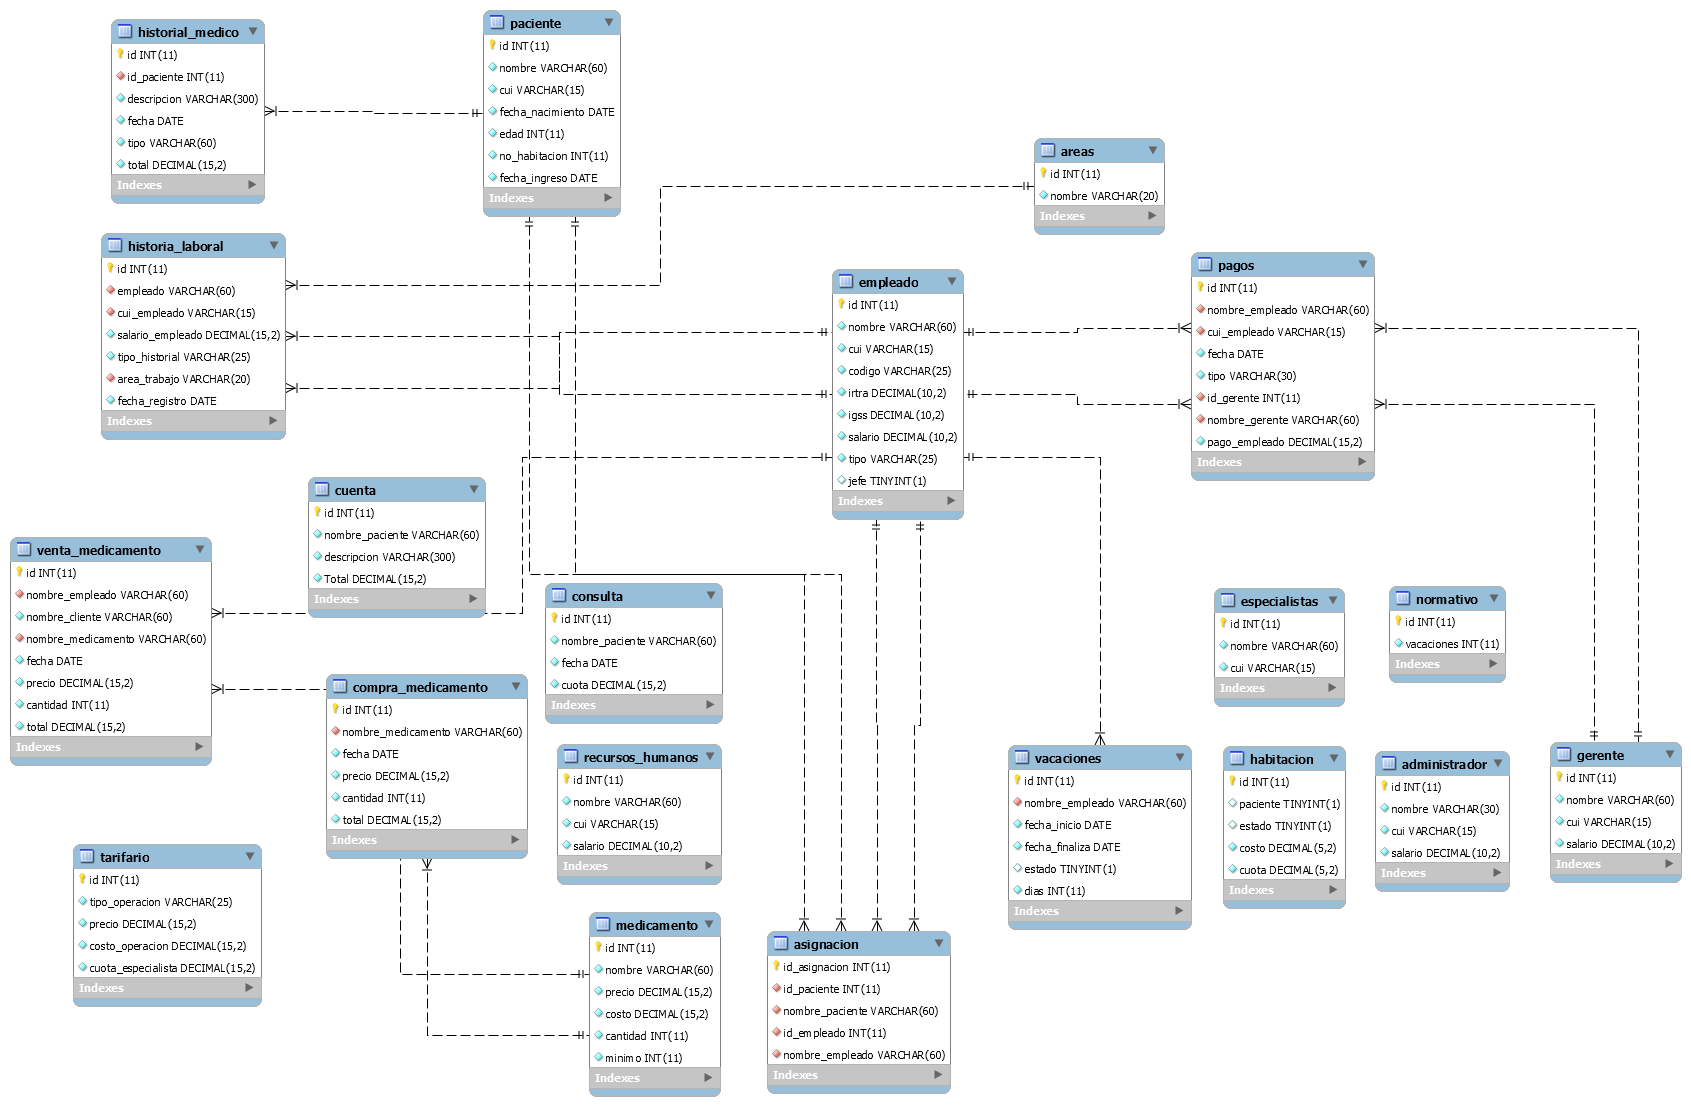 historial_medico
id INT(11)
id_paciente INT(11)
descripcion VARCHAR(300)
fecha DATE
tipo VARCHAR(60)
total DECIMAL(15,2)
Indexes
paciente
id INT(11)
nombre VARCHAR(60)
cui VARCHAR(15)
fecha_nacimiento DATE
edad INT(11)
no_habitacion INT(11)
fecha_ingreso DATE
Indexes
areas
id INT(11)
nombre VARCHAR(20)
Indexes
historia_laboral
id INT(11)
empleado VARCHAR(60)
cui_empleado VARCHAR(15)
salario_empleado DECIMAL(15,2)
tipo_historial VARCHAR(25)
area_trabajo VARCHAR(20)
fecha_registro DATE
Indexes
empleado
id INT(11)
nombre VARCHAR(60)
cui VARCHAR(15)
codigo VARCHAR(25)
irtra DECIMAL(10,2)
igss DECIMAL(10,2)
salario DECIMAL(10,2)
tipo VARCHAR(25)
jefe TINYINT(1)
Indexes
pagos
id INT(11)
nombre_empleado VARCHAR(60)
cui_empleado VARCHAR(15)
fecha DATE
tipo VARCHAR(30)
id_gerente INT(11)
nombre_gerente VARCHAR(60)
pago_empleado DECIMAL(15,2)
Indexes
cuenta
id INT(11)
nombre_paciente VARCHAR(60)
descripcion VARCHAR(300)
Total DECIMAL(15,2)
Indexes
venta_medicamento
id INT(11)
nombre_empleado VARCHAR(60)
nombre_cliente VARCHAR(60)
nombre_medicamento VARCHAR(60)
fecha DATE
precio DECIMAL(15,2)
cantidad INT(11)
total DECIMAL(15,2)
Indexes
consulta
id INT(11)
nombre_paciente VARCHAR(60)
fecha DATE
cuota DECIMAL(15,2)
Indexes
especialistas
id INT(11)
nombre VARCHAR(60)
cui VARCHAR(15)
Indexes
normativo
id INT(11)
vacaciones INT(11)
Indexes
compra_medicamento
id INT(11)
nombre_medicamento VARCHAR(60)
fecha DATE
precio DECIMAL(15,2)
cantidad INT(11)
total DECIMAL(15,2)
Indexes
recursos_humanos
id INT(11)
nombre VARCHAR(60)
cui VARCHAR(15)
salario DECIMAL(10,2)
Indexes
vacaciones
id INT(11)
nombre_empleado VARCHAR(60)
fecha_inicio DATE
fecha_finaliza DATE
estado TINYINT(1)
dias INT(11)
Indexes
habitacion
id INT(11)
paciente TINYINT(1)
estado TINYINT(1)
costo DECIMAL(5,2)
cuota DECIMAL(5,2)
Indexes
administrador
id INT(11)
nombre VARCHAR(30)
cui VARCHAR(15)
salario DECIMAL(10,2)
Indexes
gerente
id INT(11)
nombre VARCHAR(60)
cui VARCHAR(15)
salario DECIMAL(10,2)
Indexes
tarifario
id INT(11)
tipo_operacion VARCHAR(25)
precio DECIMAL(15,2)
costo_operacion DECIMAL(15,2)
cuota_especialista DECIMAL(15,2)
Indexes
medicamento
id INT(11)
nombre VARCHAR(60)
precio DECIMAL(15,2)
costo DECIMAL(15,2)
cantidad INT(11)
minimo INT(11)
Indexes
asignacion
id_asignacion INT(11)
id_paciente INT(11)
nombre_paciente VARCHAR(60)
id_empleado INT(11)
nombre_empleado VARCHAR(60)
Indexes